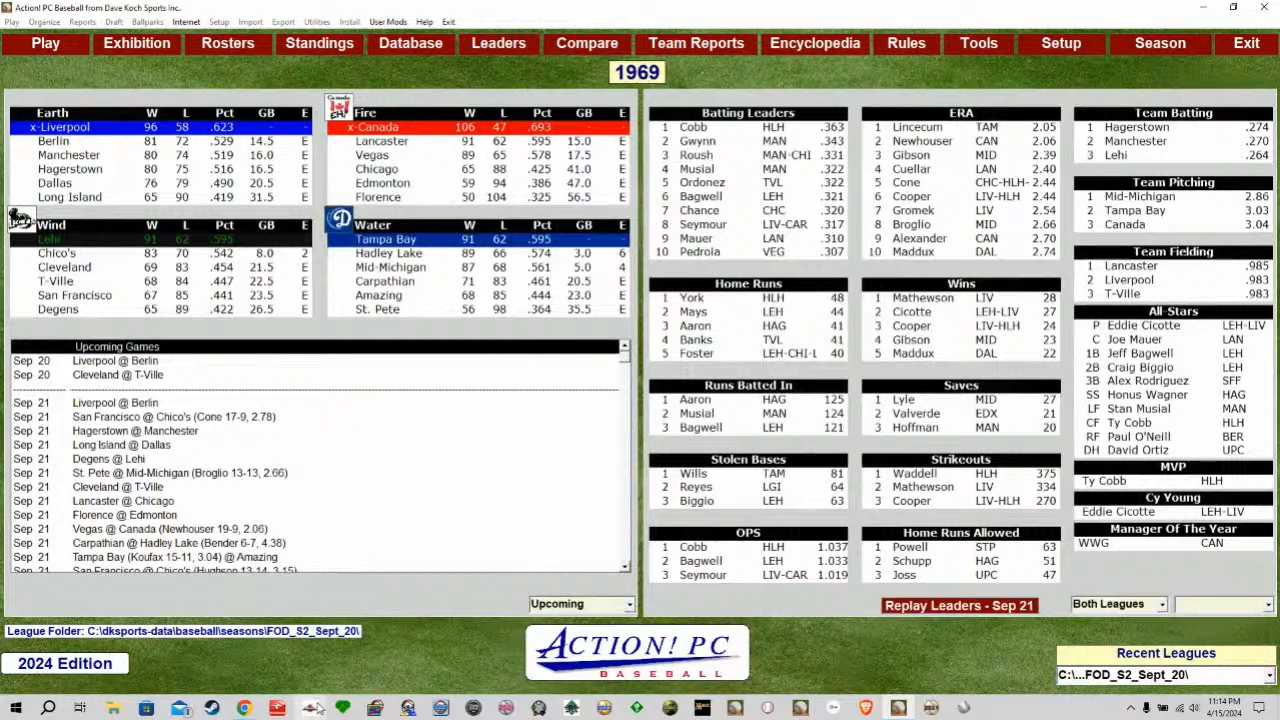 Action! PC Baseball from Dave Koch Sports Inc.
Play Organize Reports Draft Ballparks Internet Setup Import Export Utilities Install User Mods Help Exit
Play Exhibition Rosters Standings Database Leaders Compare Team Reports Encyclopedia Rules Tools Setup Season Exit
1969
Earth W L Pct GB E
x-Liverpool 96 58 .623 - -
Berlin 81 72 .529 14.5 E
Manchester 80 74 .519 16.0 E
Hagerstown 80 75 .516 16.5 E
Dallas 76 79 .490 20.5 E
Long Island 65 90 .419 31.5 E
Fire W L Pct GB E
x-Canada 106 47 .693 - -
Lancaster 91 62 .595 15.0 E
Vegas 89 65 .578 17.5 E
Chicago 65 88 .425 41.0 E
Edmonton 59 94 .386 47.0 E
Florence 50 104 .325 56.5 E
Wind W L Pct GB E
Lehi 91 62 .595 - -
Chico's 83 70 .542 8.0 2
Cleveland 69 83 .454 21.5 E
T-Ville 68 84 .447 22.5 E
San Francisco 67 85 .441 23.5 E
Degens 65 89 .422 26.5 E
Water W L Pct GB E
Tampa Bay 91 62 .595 - -
Hadley Lake 89 66 .574 3.0 6
Mid-Michigan 87 68 .561 5.0 4
Carpathian 71 83 .461 20.5 E
Amazing 68 85 .444 23.0 E
St. Pete 56 98 .364 35.5 E
Upcoming Games
Sep 20 Liverpool @ Berlin
Sep 20 Cleveland @ T-Ville
Sep 21 Liverpool @ Berlin
Sep 21 San Francisco @ Chico's (Cone 17-9, 2.78)
Sep 21 Hagerstown @ Manchester
Sep 21 Long Island @ Dallas
Sep 21 Degens @ Lehi
Sep 21 St. Pete @ Mid-Michigan (Broglio 13-13, 2.66)
Sep 21 Cleveland @ T-Ville
Sep 21 Lancaster @ Chicago
Sep 21 Florence @ Edmonton
Sep 21 Vegas @ Canada (Newhouser 19-9, 2.06)
Sep 21 Carpathian @ Hadley Lake (Bender 6-7, 4.38)
Sep 21 Tampa Bay (Koufax 15-11, 3.04) @ Amazing
Sep 21 San Francisco @ Chico's (Hughson 13-14, 3.15)
Upcoming
League Folder: C:\dksports-data\baseball\seasons\FOD_S2_Sept_20\
2024 Edition
ACTION! PC
BASEBALL
Batting Leaders
1 Cobb HLH .363
2 Gwynn MAN .343
3 Roush MAN-CHI .331
4 Musial MAN .322
5 Ordonez TVL .322
6 Bagwell LEH .321
7 Chance CHC .320
8 Seymour LIV-CAR .317
9 Mauer LAN .310
10 Pedroia VEG .307
Home Runs
1 York HLH 48
2 Mays LEH 44
3 Aaron HAG 41
4 Banks TVL 41
5 Foster LEH-CHI-L 40
Runs Batted In
1 Aaron HAG 125
2 Musial MAN 124
3 Bagwell LEH 121
Stolen Bases
1 Wills TAM 81
2 Reyes LGI 64
3 Biggio LEH 63
OPS
1 Cobb HLH 1.037
2 Bagwell LEH 1.033
3 Seymour LIV-CAR 1.019
ERA
1 Lincecum TAM 2.05
2 Newhouser CAN 2.06
3 Gibson MID 2.39
4 Cuellar LAN 2.40
5 Cone CHC-HLH- 2.44
6 Cooper LIV-HLH 2.44
7 Gromek LIV 2.54
8 Broglio MID 2.66
9 Alexander CAN 2.70
10 Maddux DAL 2.74
Wins
1 Mathewson LIV 28
2 Cicotte LEH-LIV 27
3 Cooper LIV-HLH 24
4 Gibson MID 23
5 Maddux DAL 22
Saves
1 Lyle MID 27
2 Valverde EDX 21
3 Hoffman MAN 20
Strikeouts
1 Waddell HLH 375
2 Mathewson LIV 334
3 Cooper LIV-HLH 270
Home Runs Allowed
1 Powell STP 63
2 Schupp HAG 51
3 Joss UPC 47
Replay Leaders - Sep 21
Team Batting
1 Hagerstown .274
2 Manchester .270
3 Lehi .264
Team Pitching
1 Mid-Michigan 2.86
2 Tampa Bay 3.03
3 Canada 3.04
Team Fielding
1 Lancaster .985
2 Liverpool .983
3 T-Ville .983
All-Stars
P Eddie Cicotte LEH-LIV
C Joe Mauer LAN
1B Jeff Bagwell LEH
2B Craig Biggio LEH
3B Alex Rodriguez SFF
SS Honus Wagner HAG
LF Stan Musial MAN
CF Ty Cobb HLH
RF Paul O'Neill BER
DH David Ortiz UPC
MVP
Ty Cobb HLH
Cy Young
Eddie Cicotte LEH-LIV
Manager Of The Year
WWG CAN
Both Leagues
Recent Leagues
C:\...FOD_S2_Sept_20\
11:14 PM
4/15/2024